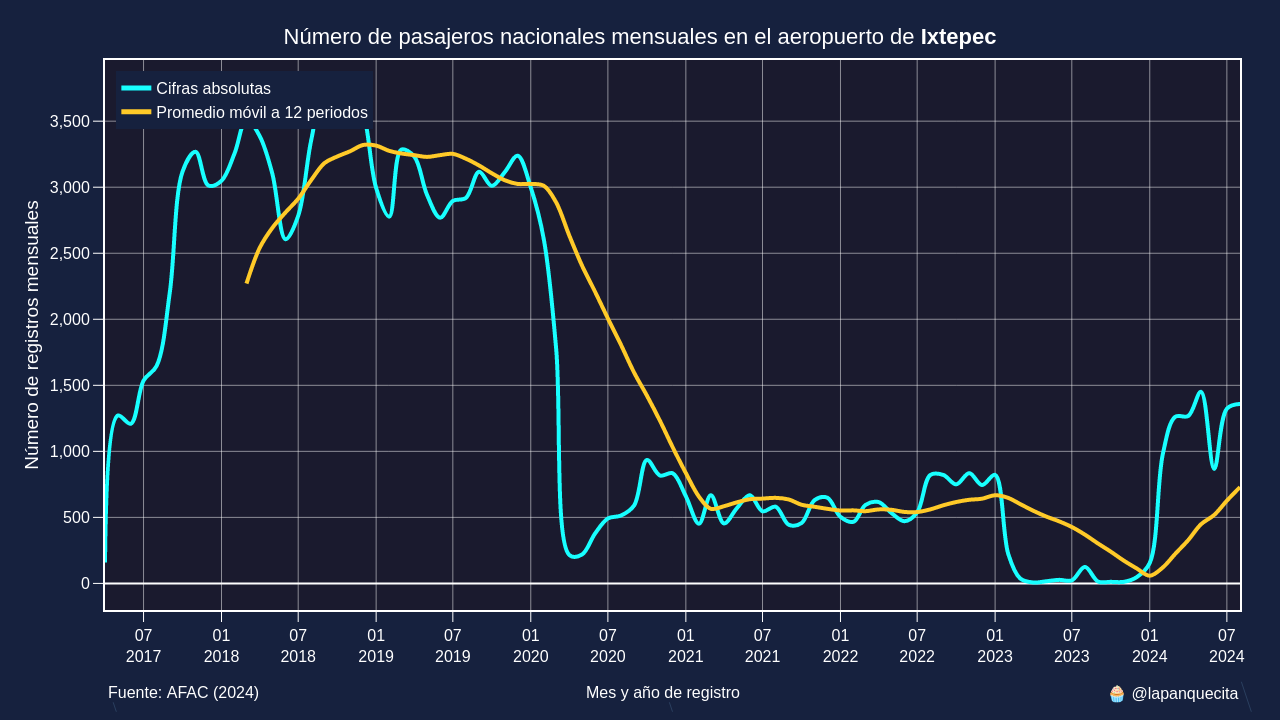 Número de pasajeros nacionales mensuales en el aeropuerto de Ixtepec
Cifras absolutas
Promedio móvil a 12 periodos
Número de registros mensuales
3,500
3,000
2,500
2,000
1,500
1,000
500
0
07 01 07 01 07 01 07 01 07 01 07 01 07 01 07
2017 2018 2018 2019 2019 2020 2020 2021 2021 2022 2022 2023 2023 2024 2024
Fuente: AFAC (2024) Mes y año de registro 🧁 @lapanquecita